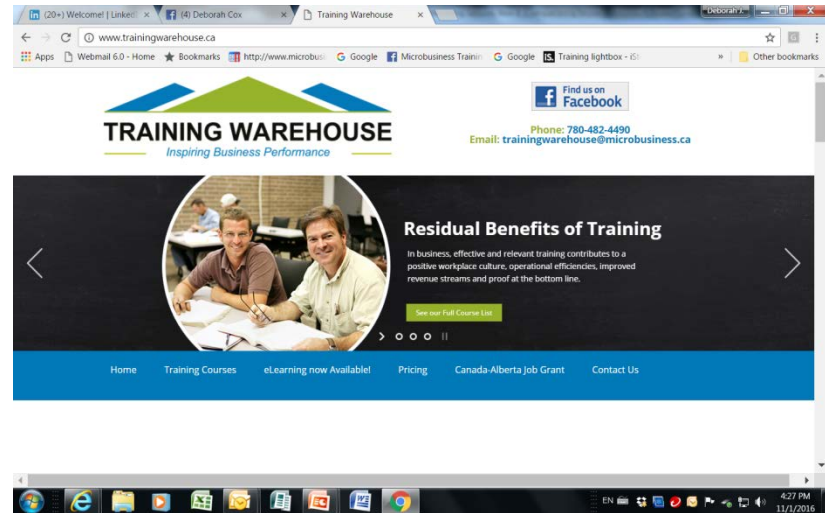 (20+) Welcome! | Linked
(4) Deborah Cox
Training Warehouse
Deborah J.
www.trainingwarehouse.ca
Apps
Webmail 6.0 - Home
Bookmarks
http://www.microbusi
Google
Microbusiness Trainin
Google
Training lightbox - iSt
Other bookmarks
Find us on
Facebook
TRAINING WAREHOUSE
Inspiring Business Performance
Phone: 780-482-4490
Email: trainingwarehouse@microbusiness.ca
Residual Benefits of Training
In business, effective and relevant training contributes to a
positive workplace culture, operational efficiencies, improved
revenue streams and proof at the bottom line.
See our Full Course List
Home
Training Courses
eLearning now Available!
Pricing
Canada-Alberta Job Grant
Contact Us
EN
4:27 PM
11/1/2016